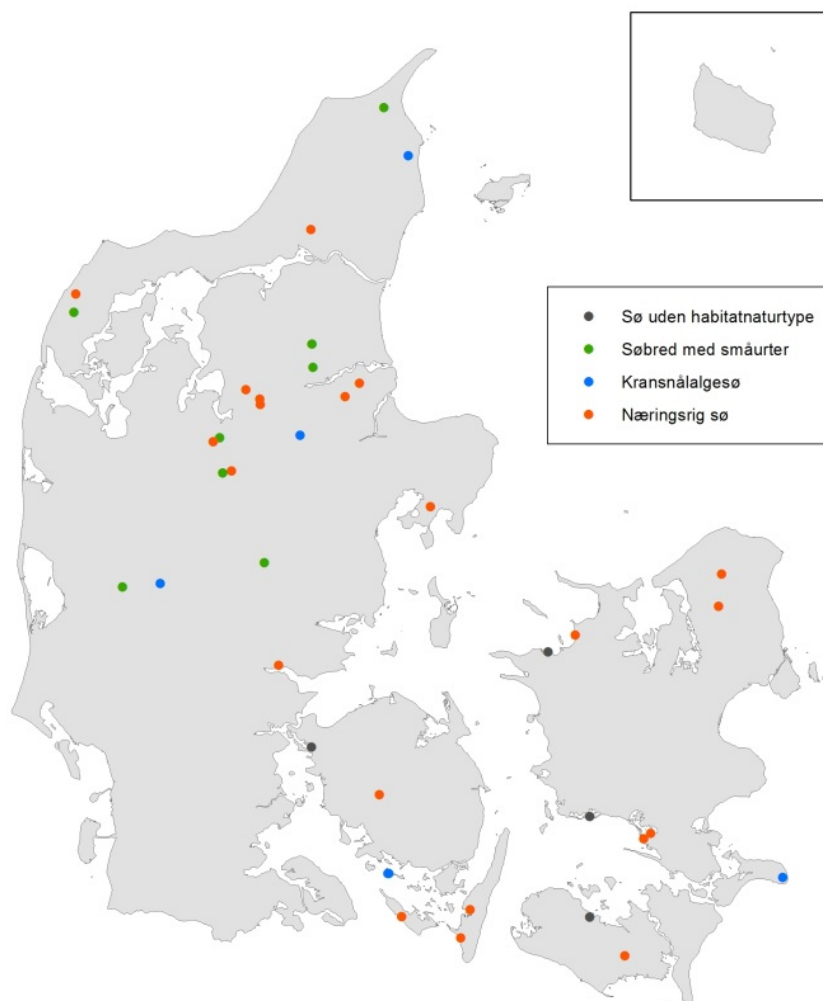 Sø uden habitatnaturtype
Søbred med småurter
Kransnålalgesø
Næringsrig sø